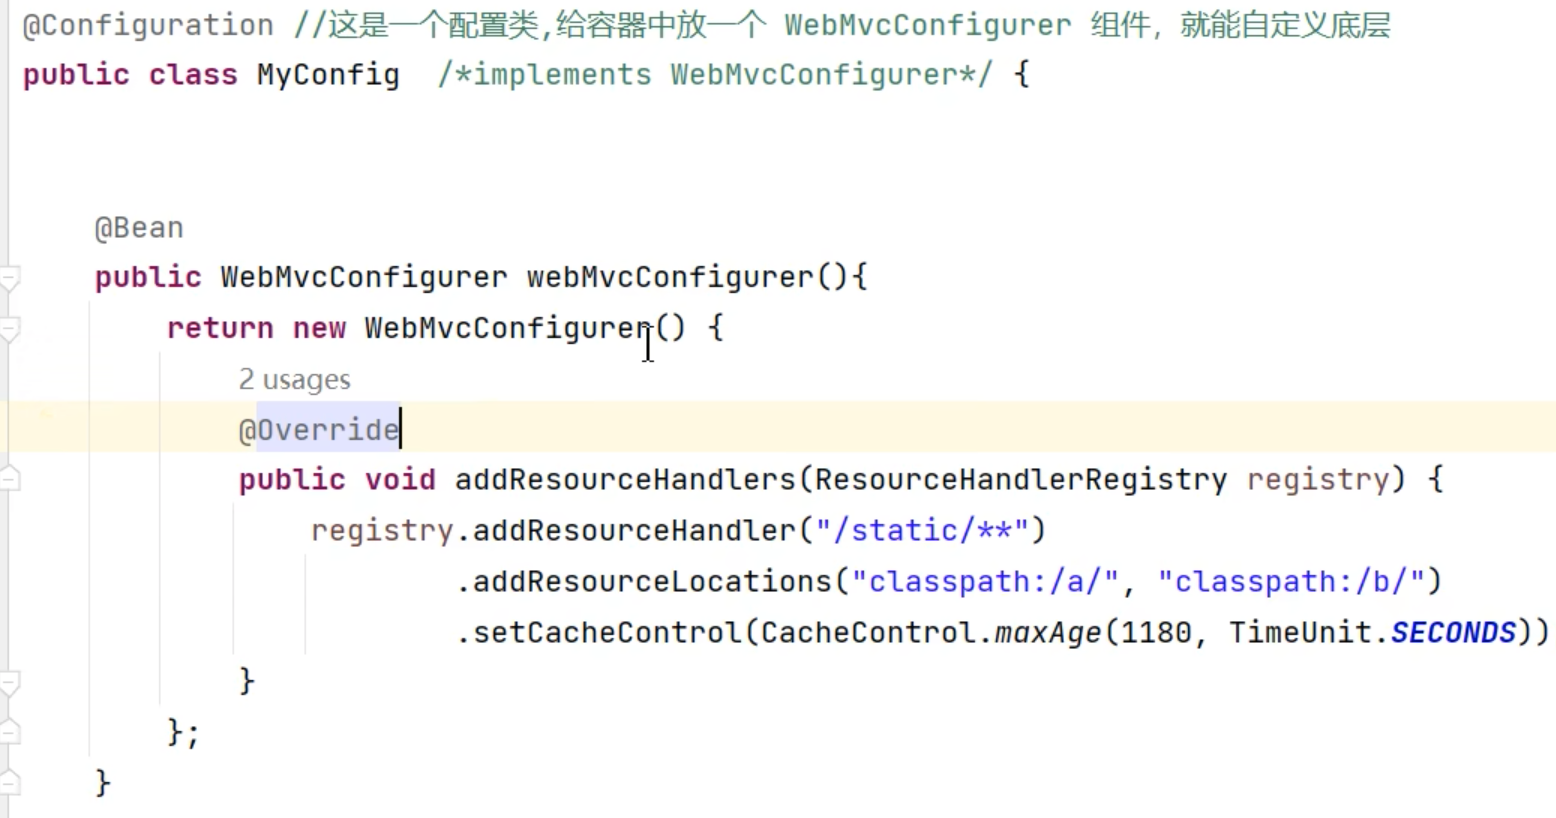 @Configuration //这是一个配置类,给容器中放一个 WebMvcConfigurer 组件，就能自定义底层
public class MyConfig  /*implements WebMvcConfigurer*/ {
@Bean
public WebMvcConfigurer webMvcConfigurer(){
return new WebMvcConfigurer() {
2 usages
@Override
public void addResourceHandlers(ResourceHandlerRegistry registry) {
registry.addResourceHandler("/static/**")
.addResourceLocations("classpath:/a/", "classpath:/b/")
.setCacheControl(CacheControl.maxAge(1180, TimeUnit.SECONDS))
}
};
}